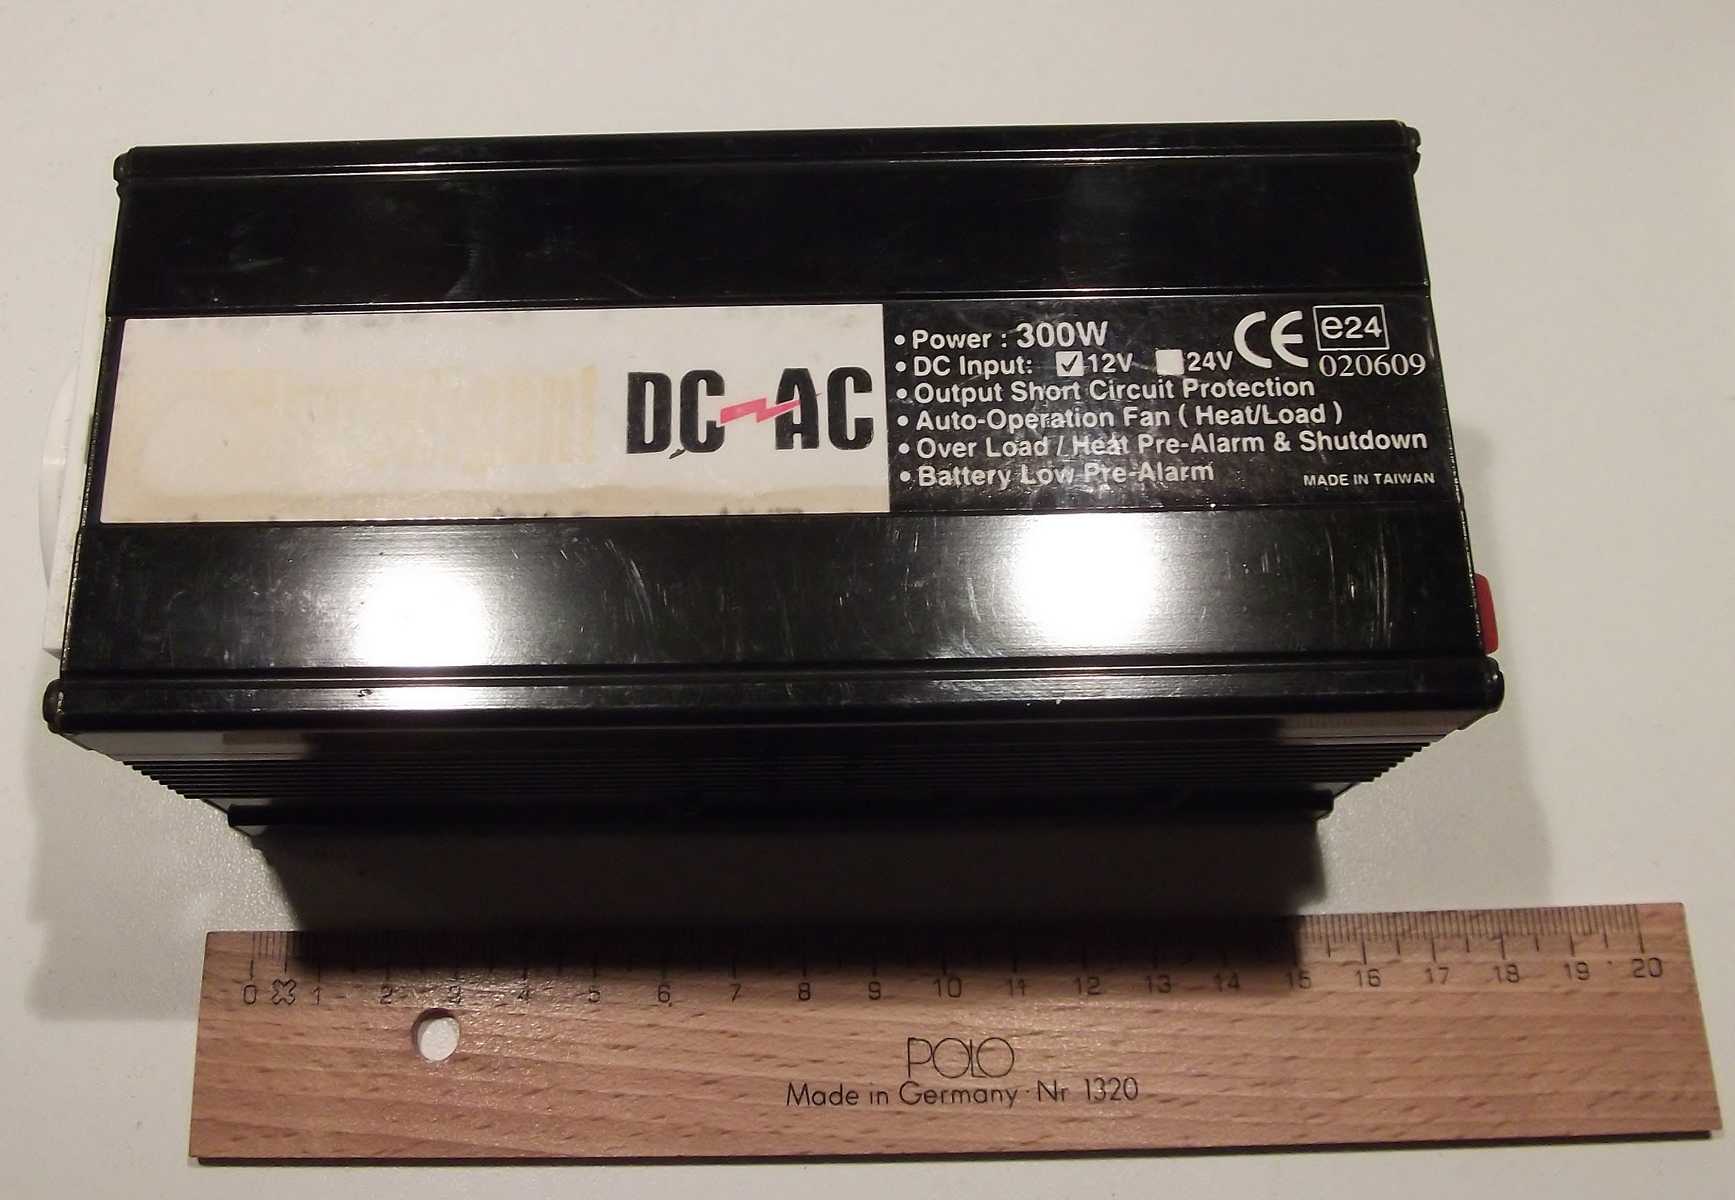 DC AC
• Power : 300W
• DC Input: ☑12V ☐24V
• Output Short Circuit Protection
• Auto-Operation Fan ( Heat/Load )
• Over Load / Heat Pre-Alarm & Shutdown
• Battery Low Pre-Alarm
CE e24
020609
MADE IN TAIWAN
0 1 2 3 4 5 6 7 8 9 10 11 12 13 14 15 16 17 18 19 20
POLO
Made in Germany · Nr 1320